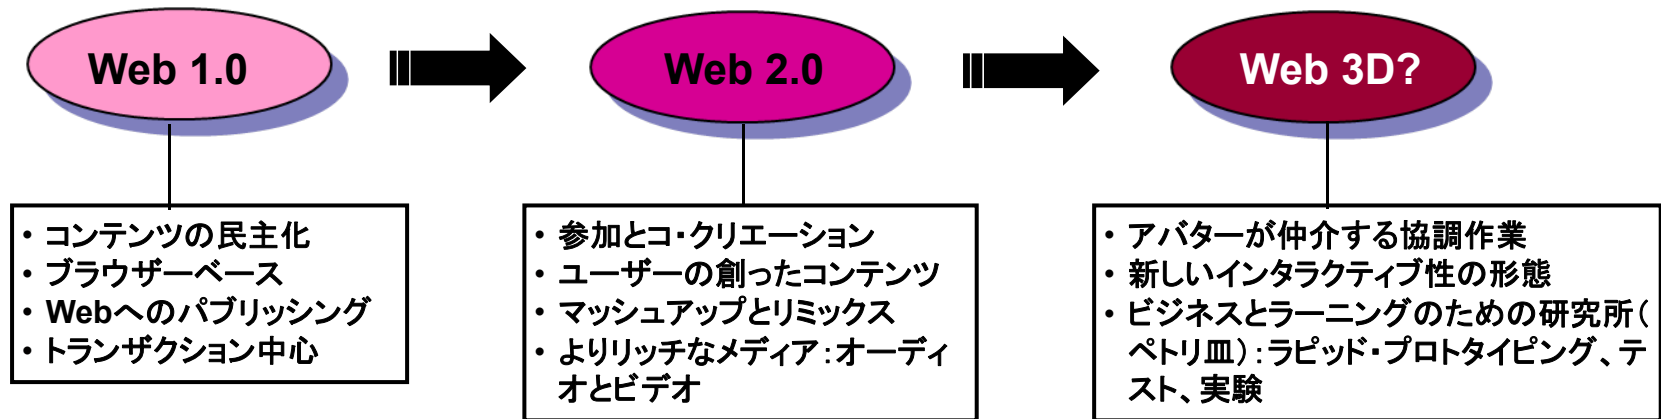 Web 1.0
Web 2.0
Web 3D?
• コンテンツの民主化
• ブラウザーベース
• Webへのパブリッシング
• トランザクション中心
• 参加とコ・クリエーション
• ユーザーの創ったコンテンツ
• マッシュアップとリミックス
• よりリッチなメディア：オーディ
オとビデオ
• アバターが仲介する協調作業
• 新しいインタラクティブ性の形態
• ビジネスとラーニングのための研究所（
ペトリ皿）：ラピッド・プロトタイピング、テ
スト、実験